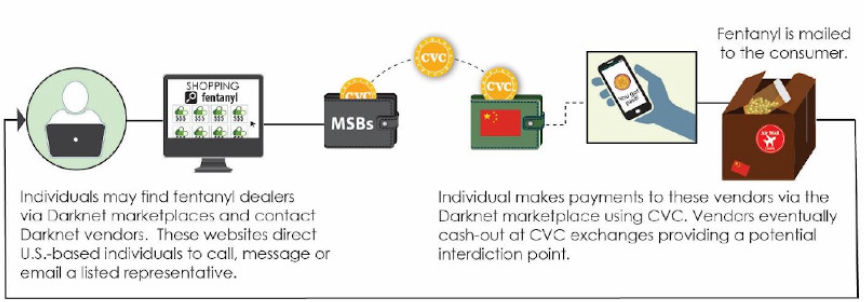 Fentanyl is mailed
to the consumer.
SHOPPING
fentanyl
$$$ $$$ $$$ $$$
$$$ $$$ $$$ $$$
CVC
CVC
CVC
MSBs
You got
paid!
Air Mail
Individuals may find fentanyl dealers
via Darknet marketplaces and contact
Darknet vendors. These websites direct
U.S.-based individuals to call, message or
email a listed representative.
Individual makes payments to these vendors via the
Darknet marketplace using CVC. Vendors eventually
cash-out at CVC exchanges providing a potential
interdiction point.